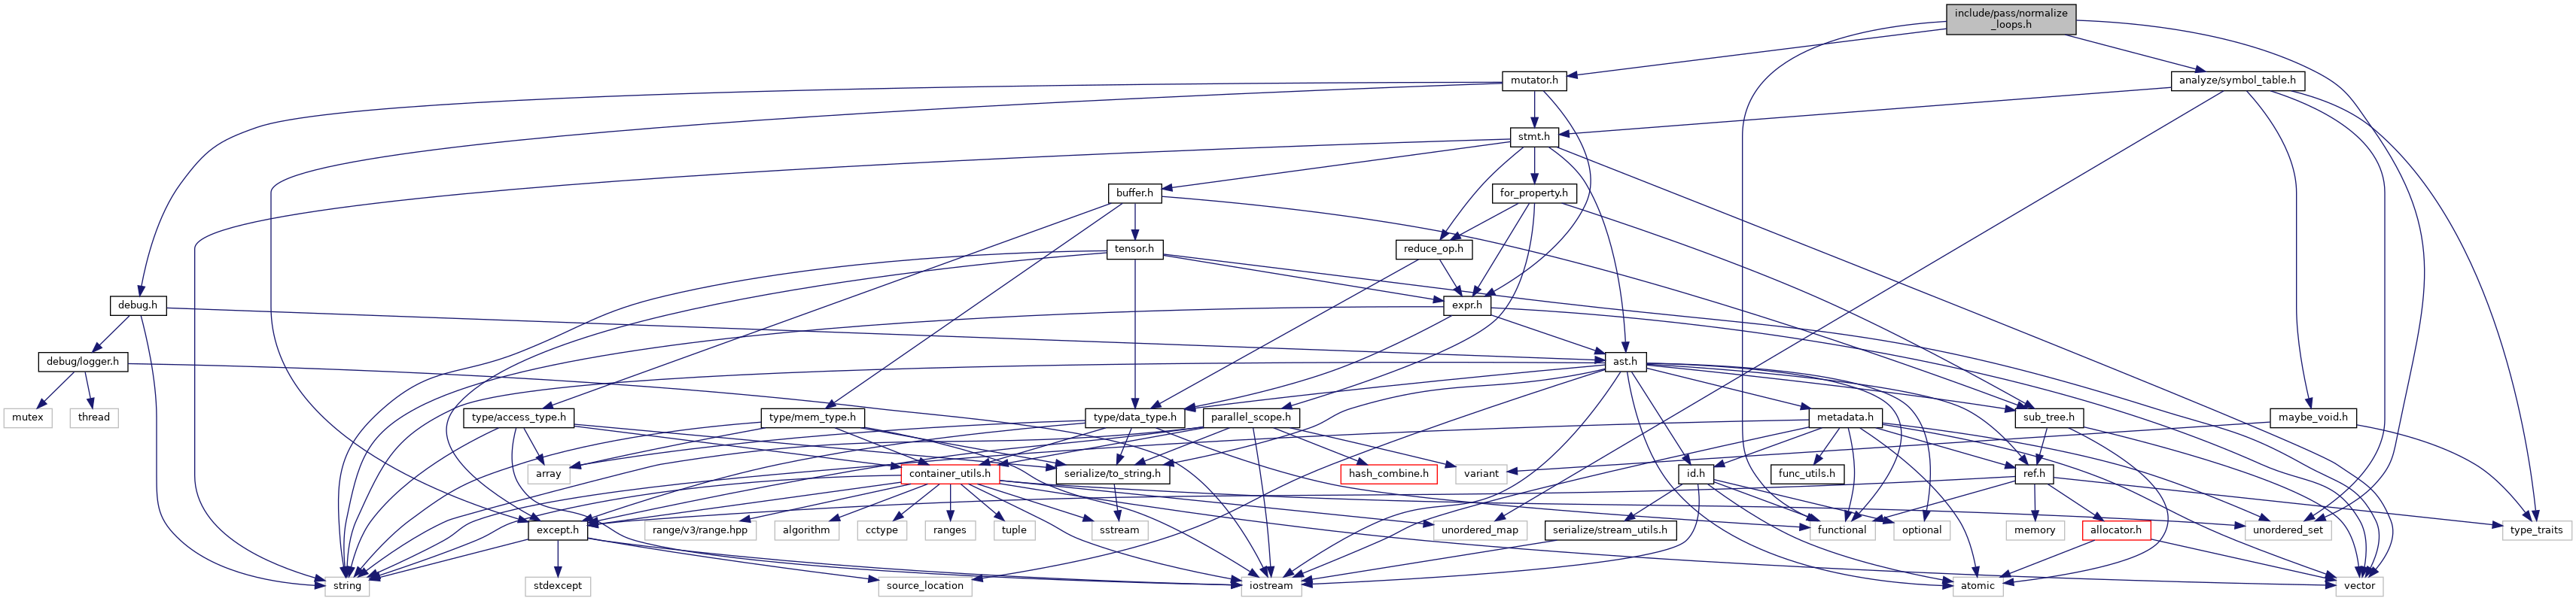 include/pass/normalize
_loops.h
mutator.h
analyze/symbol_table.h
stmt.h
buffer.h
for_property.h
tensor.h
reduce_op.h
debug.h
expr.h
debug/logger.h
ast.h
mutex
thread
type/access_type.h
type/mem_type.h
type/data_type.h
parallel_scope.h
metadata.h
sub_tree.h
maybe_void.h
array
container_utils.h
serialize/to_string.h
hash_combine.h
variant
id.h
func_utils.h
ref.h
except.h
range/v3/range.hpp
algorithm
cctype
ranges
tuple
sstream
unordered_map
serialize/stream_utils.h
functional
optional
memory
allocator.h
unordered_set
type_traits
string
stdexcept
source_location
iostream
atomic
vector